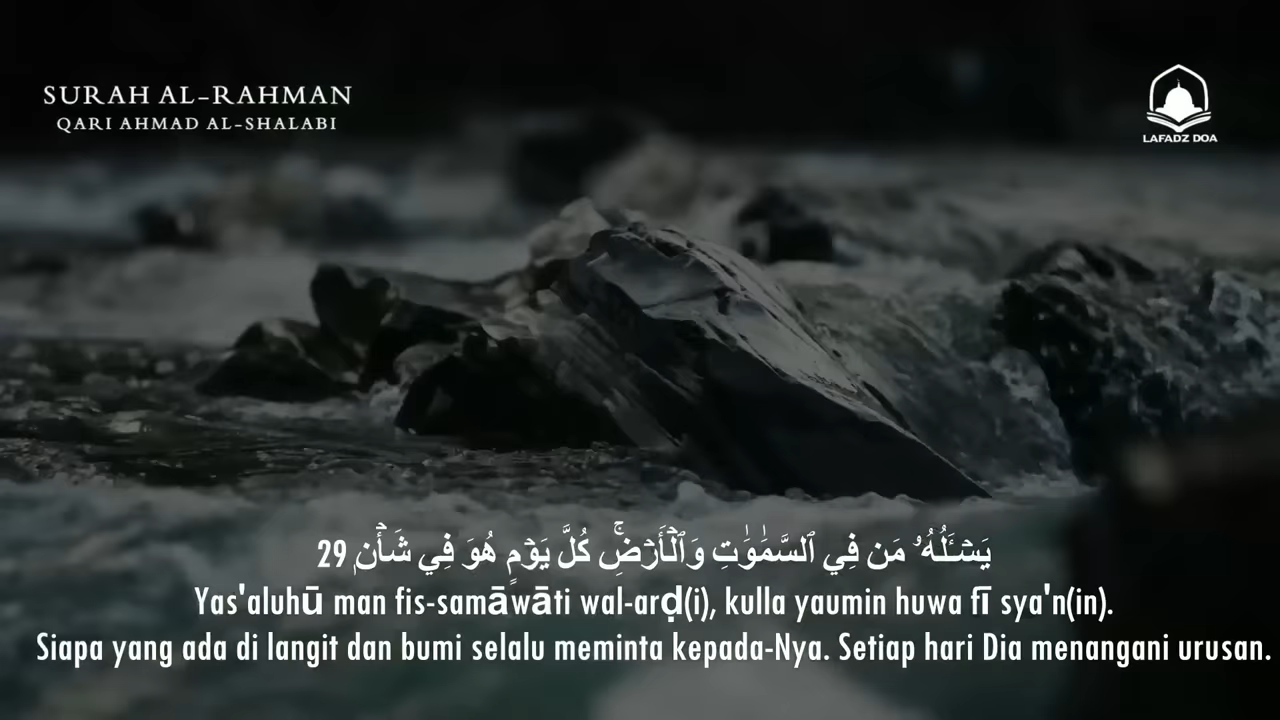 SURAH AL-RAHMAN
QARI AHMAD AL-SHALABI
LAFADZ DOA
يَسْـَٔلُهُۥ مَن فِي ٱلسَّمَٰوَٰتِ وَٱلْأَرْضِۚ كُلَّ يَوْمٍ هُوَ فِي شَأْنٖ 29
Yas'aluhū man fis-samāwāti wal-arḍ(i), kulla yaumin huwa fī sya'n(in).
Siapa yang ada di langit dan bumi selalu meminta kepada-Nya. Setiap hari Dia menangani urusan.